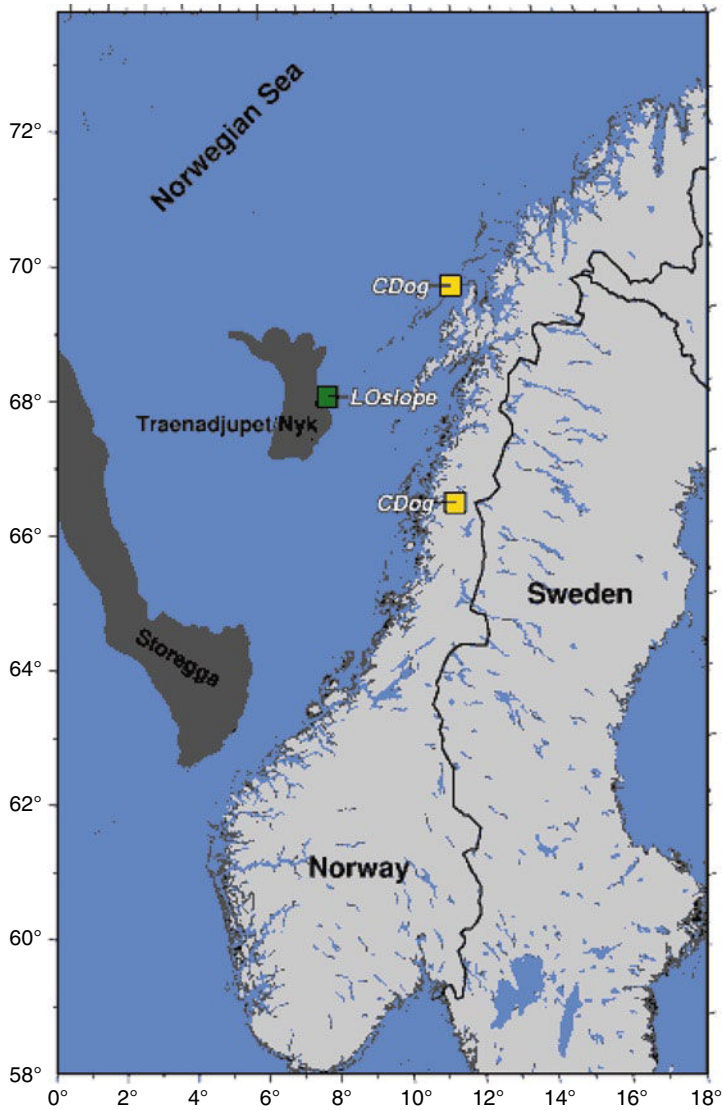 72°
Norwegian Sea
70°
CDog
68°
LOslope
Traenadjupet Nyk
66°
CDog
Sweden
64°
Storegga
62°
Norway
60°
58°
0° 2° 4° 6° 8° 10° 12° 14° 16° 18°